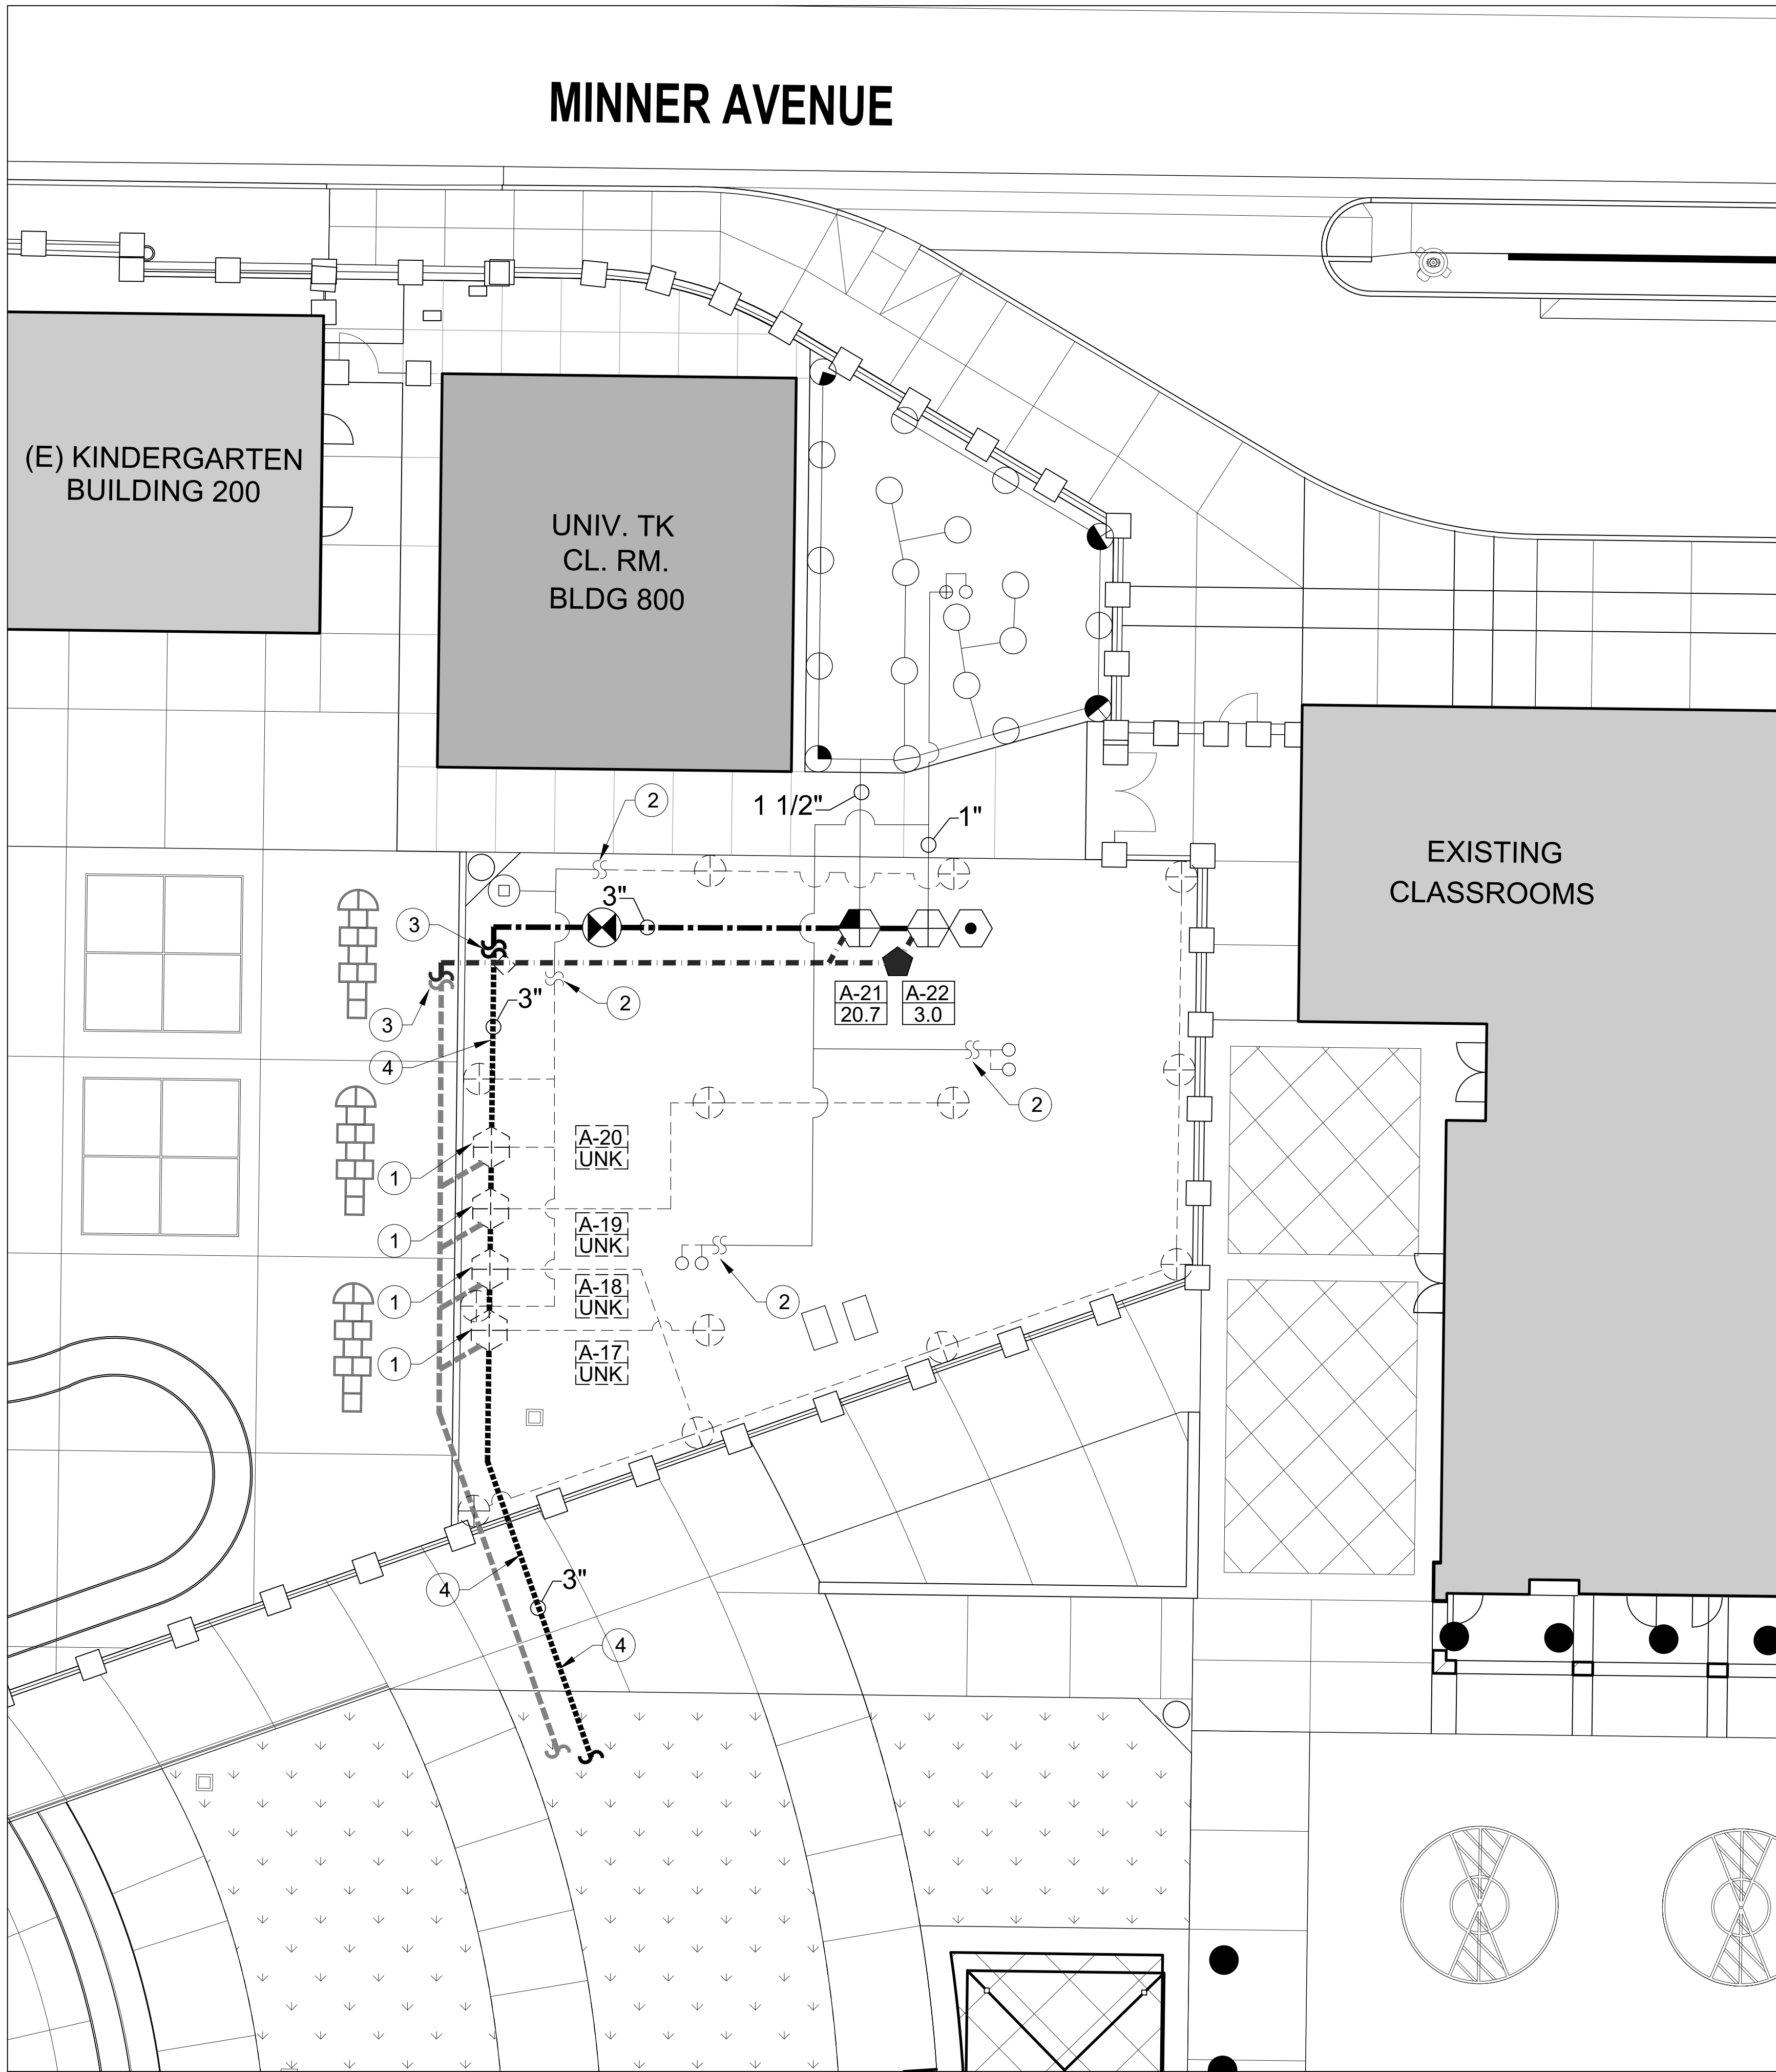 MINNER AVENUE
(E) KINDERGARTEN
BUILDING 200
UNIV. TK
CL. RM.
BLDG 800
EXISTING
CLASSROOMS
2
1 1/2"
1"
3"
3
A-21
20.7
A-22
3.0
2
3"
3
4
2
A-20
UNK
1
A-19
UNK
1
A-18
UNK
1
2
A-17
UNK
1
3"
4
4